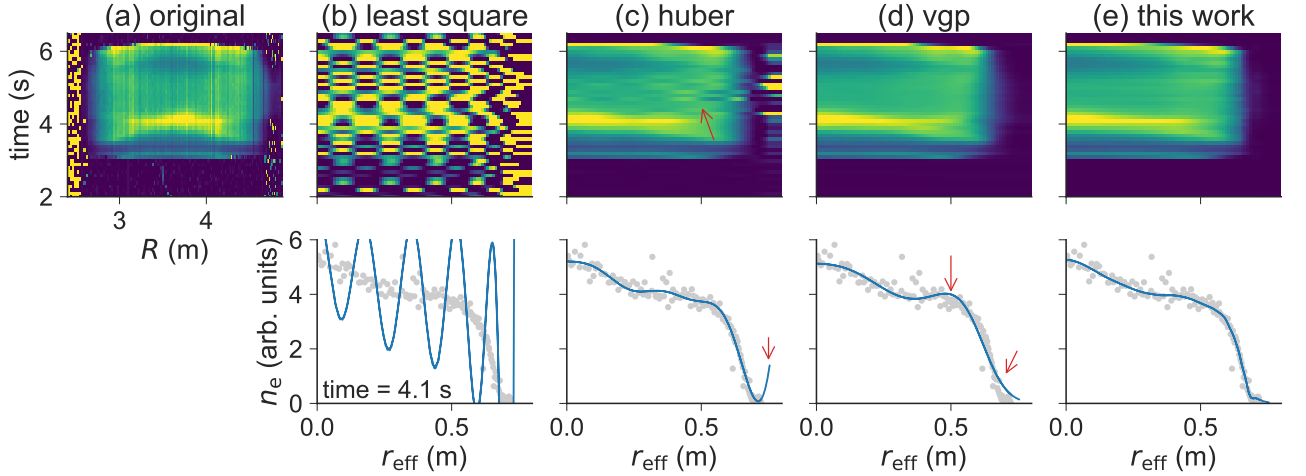 (a) original
(b) least square
(c) huber
(d) vgp
(e) this work
time (s)
6
4
2
3
4
R (m)
n_e (arb. units)
6
4
2
0
time = 4.1 s
0.0
0.5
r_eff (m)
0.0
0.5
r_eff (m)
0.0
0.5
r_eff (m)
0.0
0.5
r_eff (m)